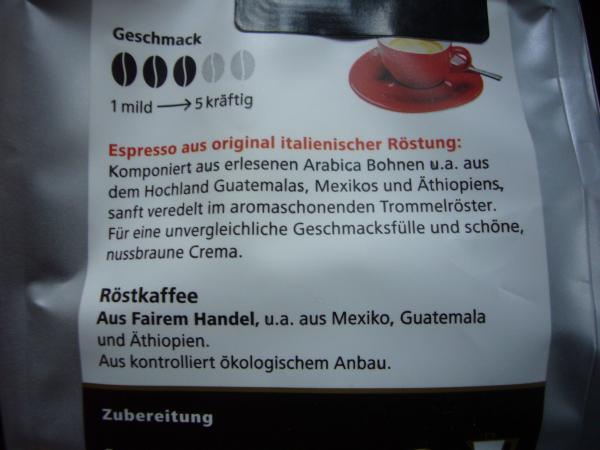 Geschmack
1 mild → 5 kräftig
Espresso aus original italienischer Röstung:
Komponiert aus erlesenen Arabica Bohnen u.a. aus
dem Hochland Guatemalas, Mexikos und Äthiopiens,
sanft veredelt im aromaschonenden Trommelröster.
Für eine unvergleichliche Geschmacksfülle und schöne,
nussbraune Crema.
Röstkaffee
Aus Fairem Handel, u.a. aus Mexiko, Guatemala
und Äthiopien.
Aus kontrolliert ökologischem Anbau.
Zubereitung